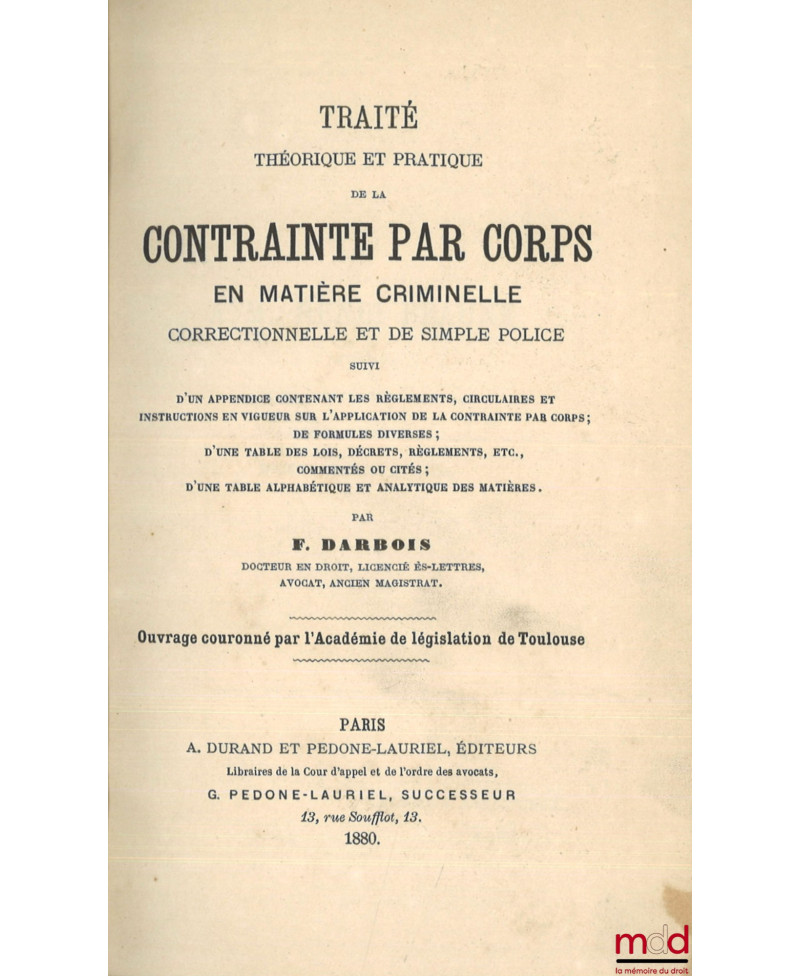 TRAITÉ
THÉORIQUE ET PRATIQUE
DE LA
CONTRAINTE PAR CORPS
EN MATIÈRE CRIMINELLE
CORRECTIONNELLE ET DE SIMPLE POLICE
SUIVI
D'UN APPENDICE CONTENANT LES RÈGLEMENTS, CIRCULAIRES ET
INSTRUCTIONS EN VIGUEUR SUR L'APPLICATION DE LA CONTRAINTE PAR CORPS ;
DE FORMULES DIVERSES ;
D'UNE TABLE DES LOIS, DÉCRETS, RÈGLEMENTS, ETC.,
COMMENTÉS OU CITÉS ;
D'UNE TABLE ALPHABÉTIQUE ET ANALYTIQUE DES MATIÈRES.
PAR
F. DARBOIS
DOCTEUR EN DROIT, LICENCIÉ ÈS-LETTRES,
AVOCAT, ANCIEN MAGISTRAT.
Ouvrage couronné par l'Académie de législation de Toulouse
PARIS
A. DURAND ET PEDONE-LAURIEL, ÉDITEURS
Libraires de la Cour d'appel et de l'ordre des avocats,
G. PEDONE-LAURIEL, SUCCESSEUR
13, rue Soufflot, 13.
1880.
mdd
la mémoire du droit